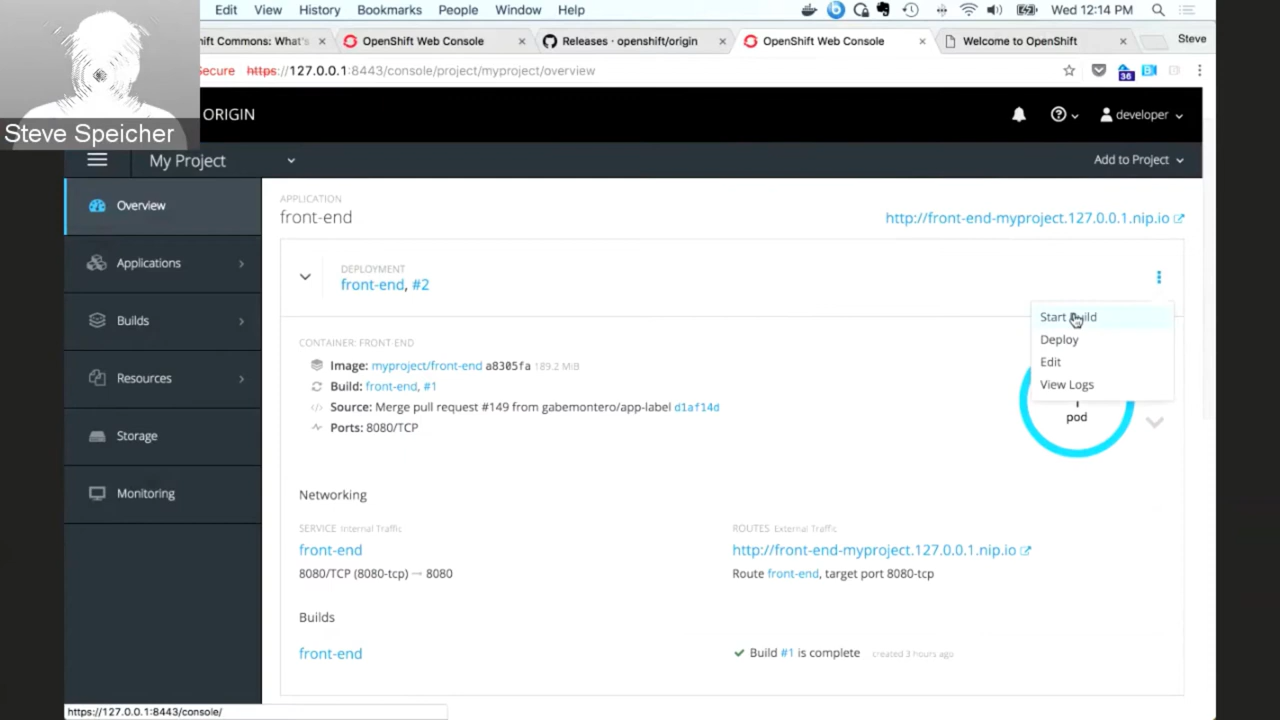 Edit View History Bookmarks People Window Help Wed 12:14 PM
ift Commons: What's OpenShift Web Console Releases · openshift/origin OpenShift Web Console Welcome to OpenShift Steve
ecure https://127.0.0.1:8443/console/project/myproject/overview 36
Steve Speicher
ORIGIN developer
My Project Add to Project
Overview
Applications
Builds
Resources
Storage
Monitoring
APPLICATION
front-end http://front-end-myproject.127.0.0.1.nip.io
DEPLOYMENT
front-end, #2
Start Build
Deploy
Edit
View Logs
CONTAINER: FRONT-END
Image: myproject/front-end a8305fa 189.2 MiB
Build: front-end, #1
Source: Merge pull request #149 from gabemontero/app-label d1af14d
Ports: 8080/TCP
pod
Networking
SERVICE Internal Traffic
front-end
8080/TCP (8080-tcp) → 8080
ROUTES External Traffic
http://front-end-myproject.127.0.0.1.nip.io
Route front-end, target port 8080-tcp
Builds
front-end Build #1 is complete created 3 hours ago
https://127.0.0.1:8443/console/